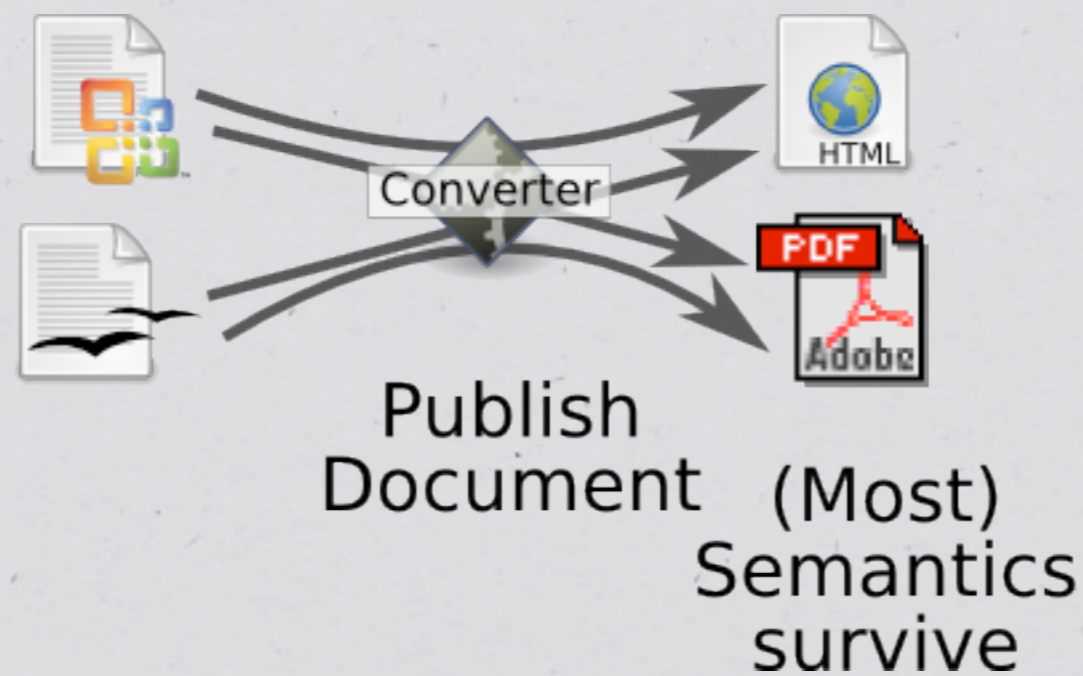 Converter
HTML
PDF
Adobe
Publish
Document
(Most)
Semantics
survive